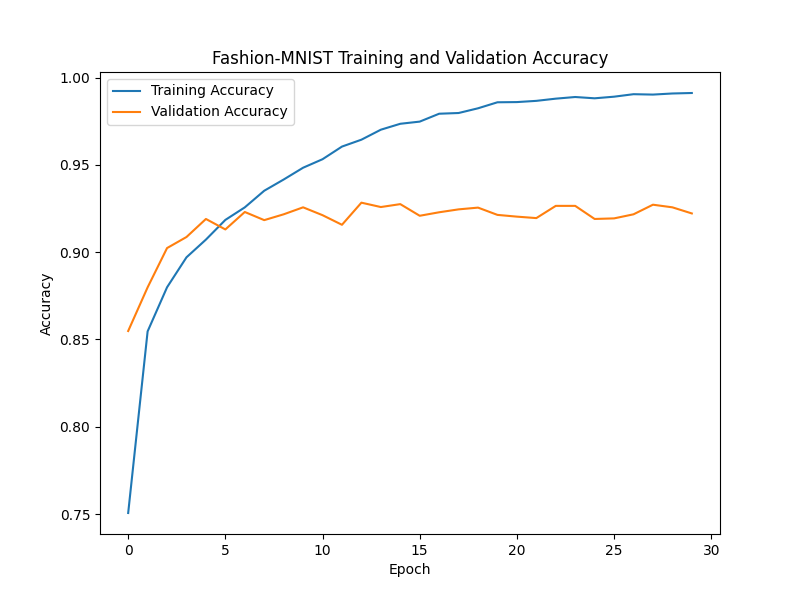 Fashion-MNIST Training and Validation Accuracy
Training Accuracy
Validation Accuracy
1.00
0.95
0.90
0.85
0.80
0.75
Accuracy
0 5 10 15 20 25 30
Epoch